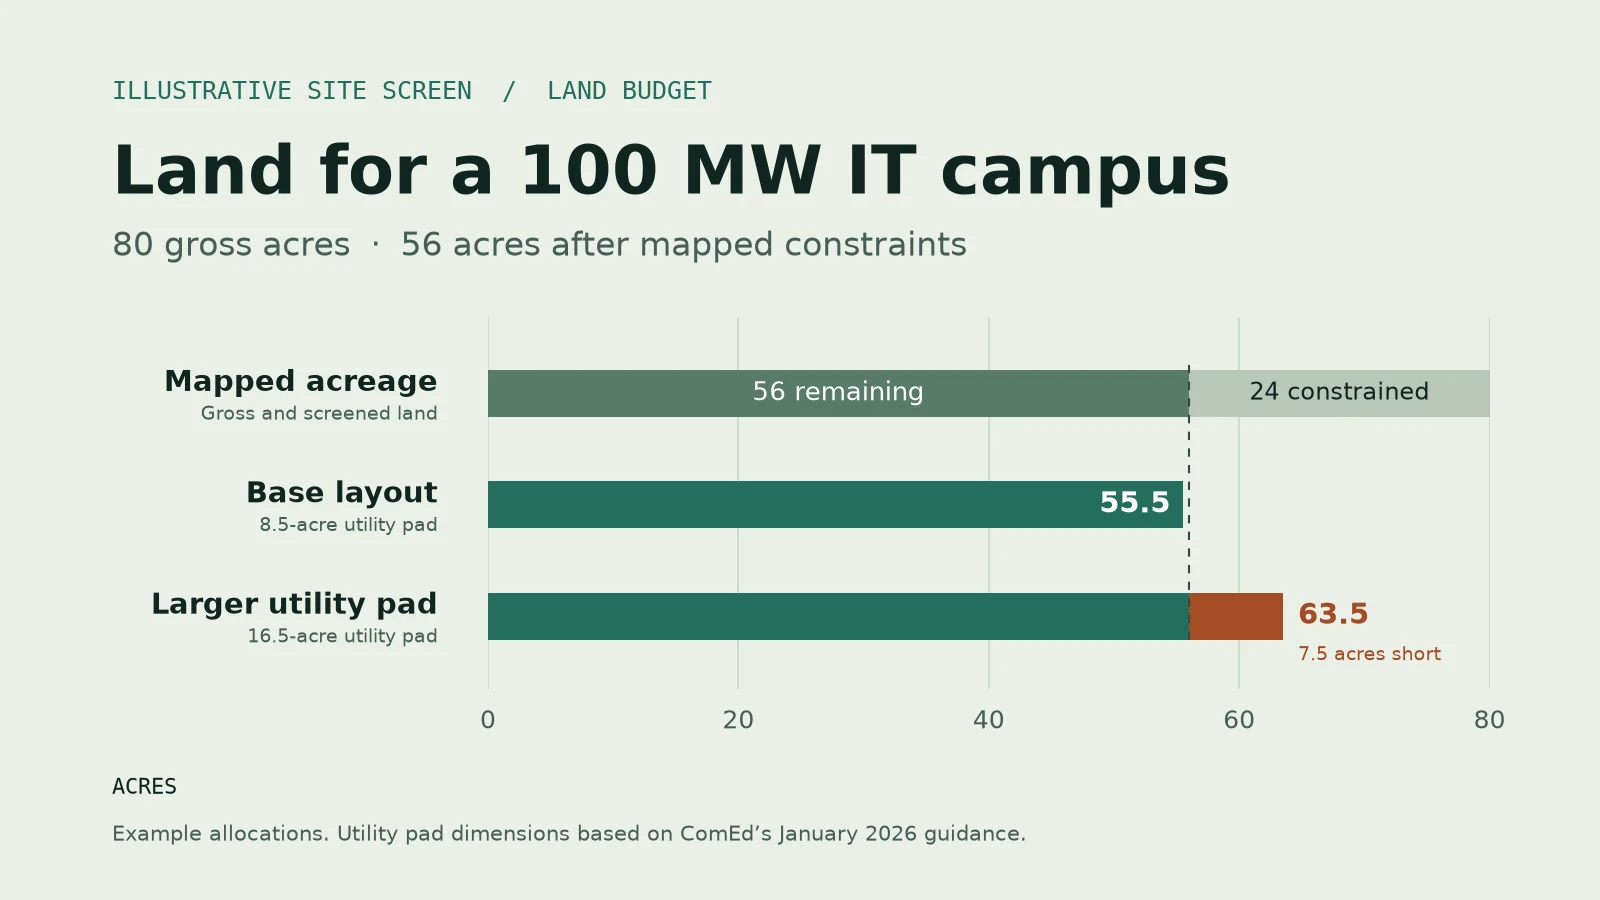 ILLUSTRATIVE SITE SCREEN / LAND BUDGET
Land for a 100 MW IT campus
80 gross acres · 56 acres after mapped constraints
Mapped acreage
Gross and screened land
56 remaining
24 constrained
Base layout
8.5-acre utility pad
55.5
Larger utility pad
16.5-acre utility pad
63.5
7.5 acres short
0 20 40 60 80
ACRES
Example allocations. Utility pad dimensions based on ComEd’s January 2026 guidance.